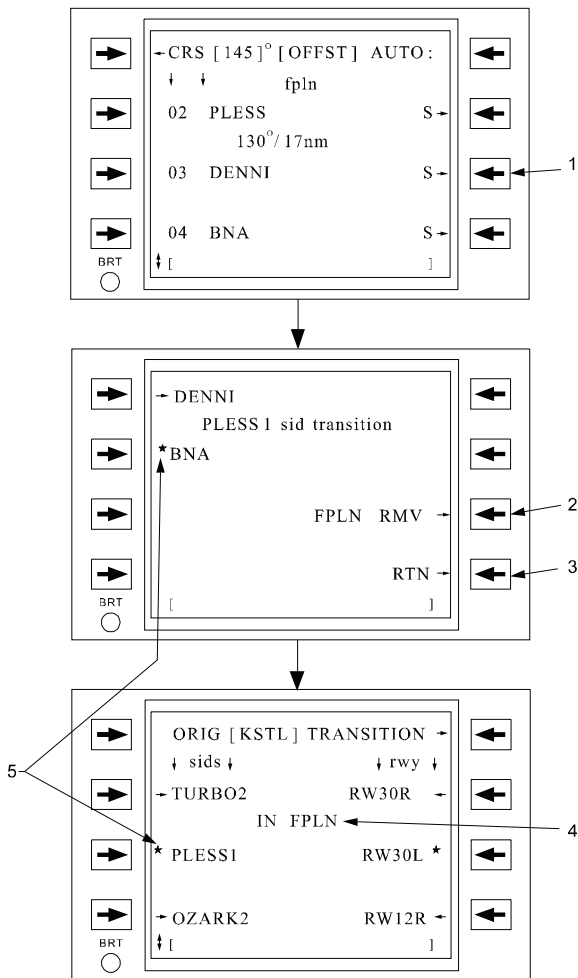 ←CRS [145]° [OFFST] AUTO:
↓ ↓ fpln
02 PLESS S→
130°/17nm
03 DENNI S→
1
04 BNA S→
BRT
[ ]
→DENNI
PLESS1 sid transition
★BNA
FPLN RMV →
2
RTN →
3
BRT
[ ]
ORIG [KSTL] TRANSITION→
↓ sids ↓ ↓ rwy ↓
5
→TURBO2 RW30R ←
IN FPLN
4
★ PLESS1 RW30L ★
→OZARK2 RW12R ←
BRT
[ ]